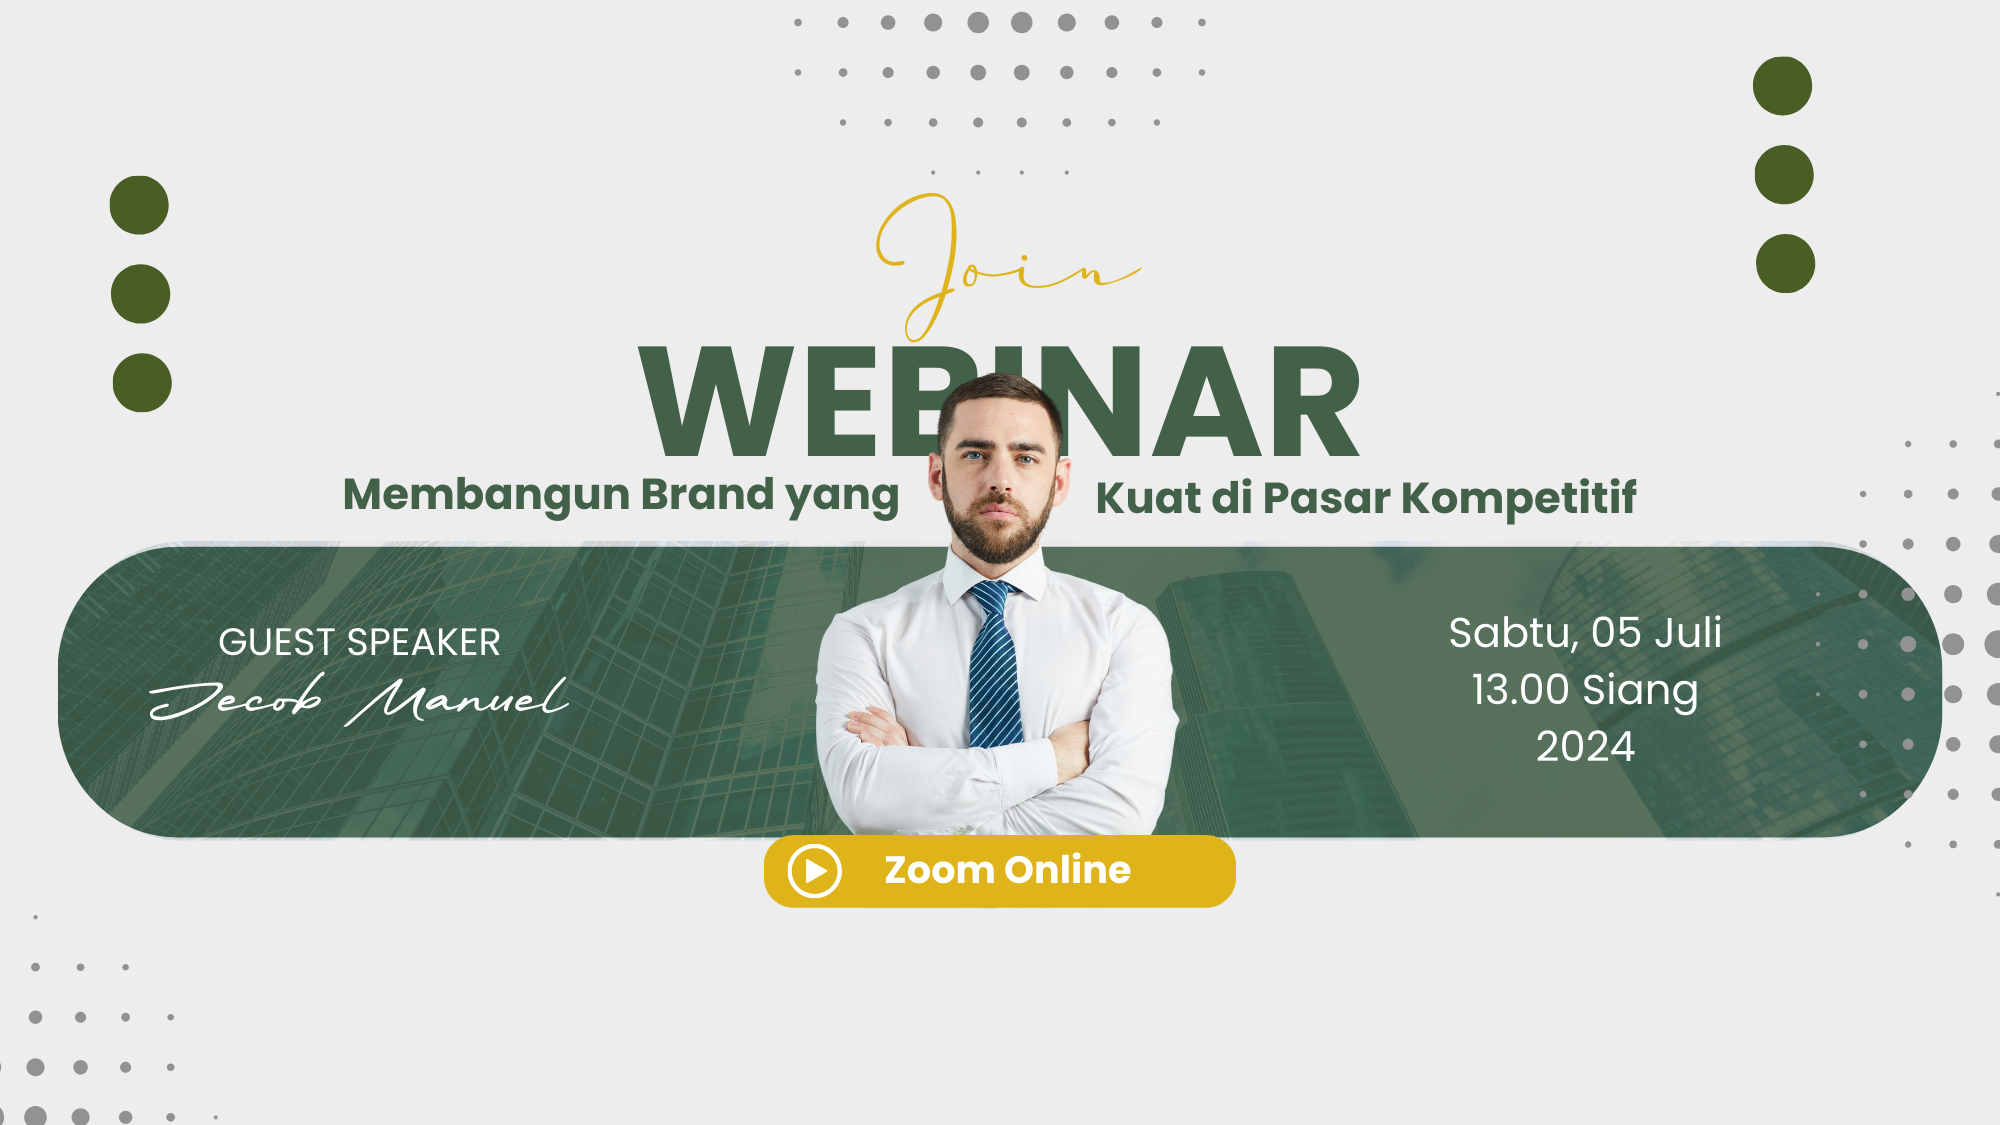 Join
WEBINAR
Membangun Brand yang Kuat di Pasar Kompetitif
GUEST SPEAKER
Jecob Manuel
Sabtu, 05 Juli
13.00 Siang
2024
Zoom Online